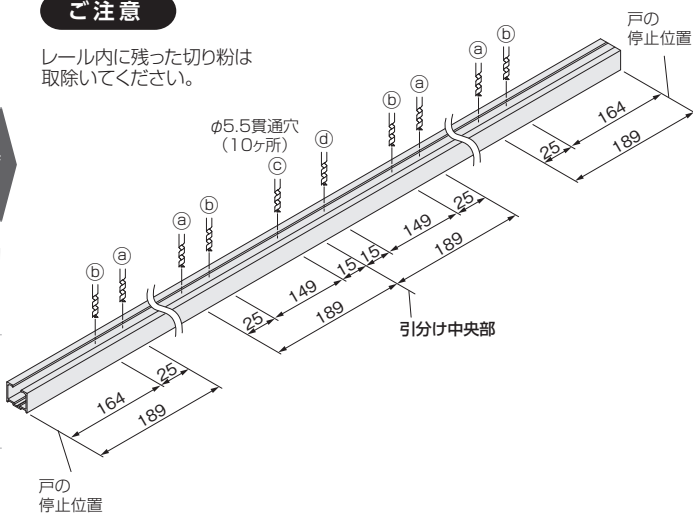 ご注意
レール内に残った切り粉は
取除いてください。
戸の
停止位置
φ5.5貫通穴
（10ヶ所）
ⓑ
ⓐ
ⓐ
ⓑ
ⓒ
ⓓ
ⓑ
ⓐ
ⓐ
ⓑ
164
25
189
25
149
189
15
15
149
25
189
引分け中央部
25
164
189
戸の
停止位置